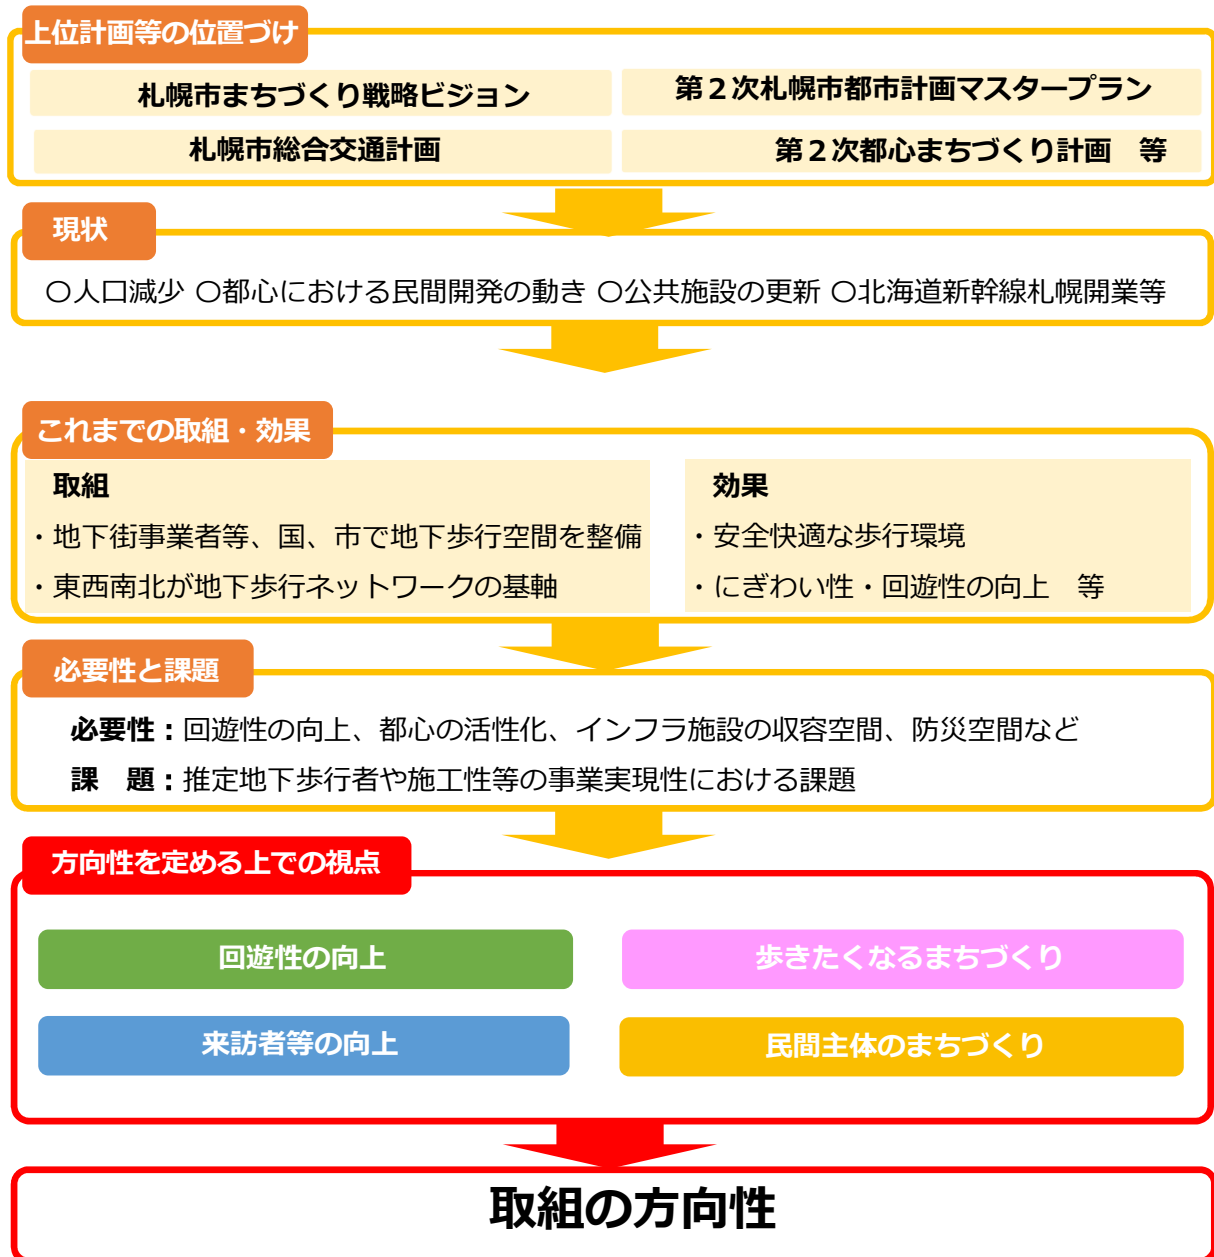 上位計画等の位置づけ
札幌市まちづくり戦略ビジョン
第２次札幌市都市計画マスタープラン
札幌市総合交通計画
第２次都心まちづくり計画　等
現状
〇人口減少 〇都心における民間開発の動き 〇公共施設の更新 〇北海道新幹線札幌開業等
これまでの取組・効果
取組
・地下街事業者等、国、市で地下歩行空間を整備
・東西南北が地下歩行ネットワークの基軸
効果
・安全快適な歩行環境
・にぎわい性・回遊性の向上　等
必要性と課題
必要性：回遊性の向上、都心の活性化、インフラ施設の収容空間、防災空間など
課　題：推定地下歩行者や施工性等の事業実現性における課題
方向性を定める上での視点
回遊性の向上
歩きたくなるまちづくり
来訪者等の向上
民間主体のまちづくり
取組の方向性